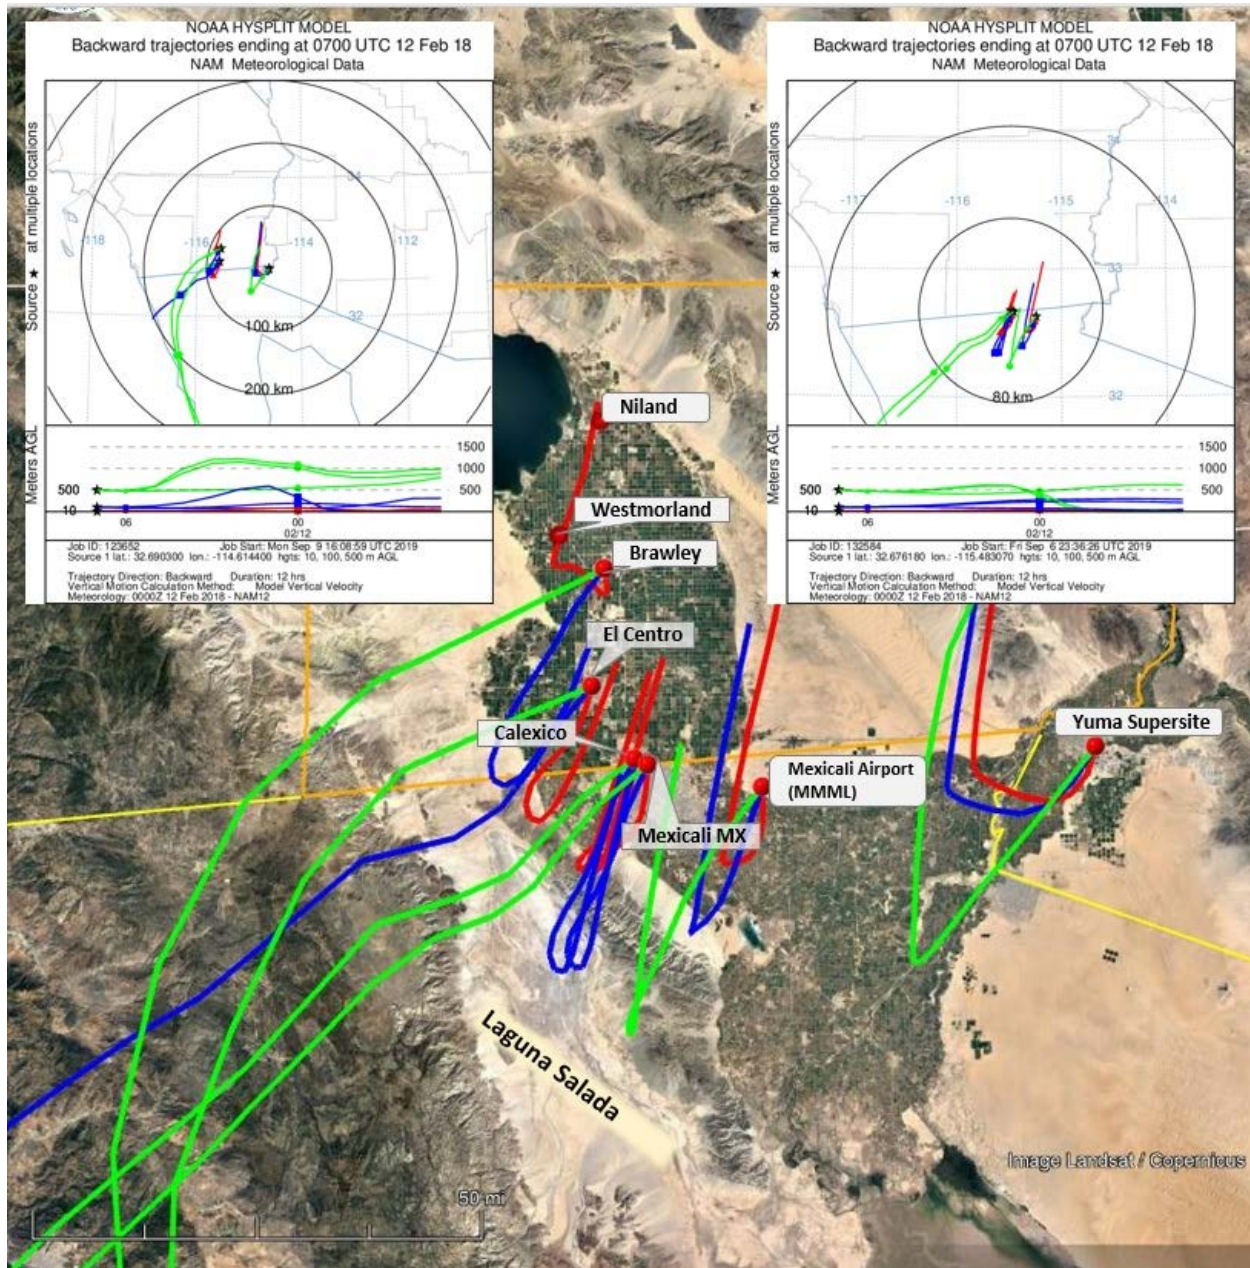 NOAA HYSPLIT MODEL
Backward trajectories ending at 0700 UTC 12 Feb 18
NAM Meteorological Data
Source ★ at multiple locations
-118
-116
-114
112
34
32
100 km
200 km
Meters AGL
1500
1000
500
500
10
06
00
02/12
Job ID: 123652 Job Start: Mon Sep 9 16:08:59 UTC 2019
Source 1 lat.: 32.690300 lon.: -114.614400 hgts: 10, 100, 500 m AGL
Trajectory Direction: Backward Duration: 12 hrs
Vertical Motion Calculation Method: Model Vertical Velocity
Meteorology: 0000Z 12 Feb 2018 - NAM12
NOAA HYSPLIT MODEL
Backward trajectories ending at 0700 UTC 12 Feb 18
NAM Meteorological Data
Source ★ at multiple locations
-117
-116
-115
-114
34
33
32
80 km
Meters AGL
1500
1000
500
500
10
06
00
02/12
Job ID: 132584 Job Start: Fri Sep 6 23:36:26 UTC 2019
Source 1 lat.: 32.676180 lon.: -115.483070 hgts: 10, 100, 500 m AGL
Trajectory Direction: Backward Duration: 12 hrs
Vertical Motion Calculation Method: Model Vertical Velocity
Meteorology: 0000Z 12 Feb 2018 - NAM12
Niland
Westmorland
Brawley
El Centro
Calexico
Yuma Supersite
Mexicali Airport
(MMML)
Mexicali MX
Laguna Salada
Image Landsat / Copernicus
50 mi